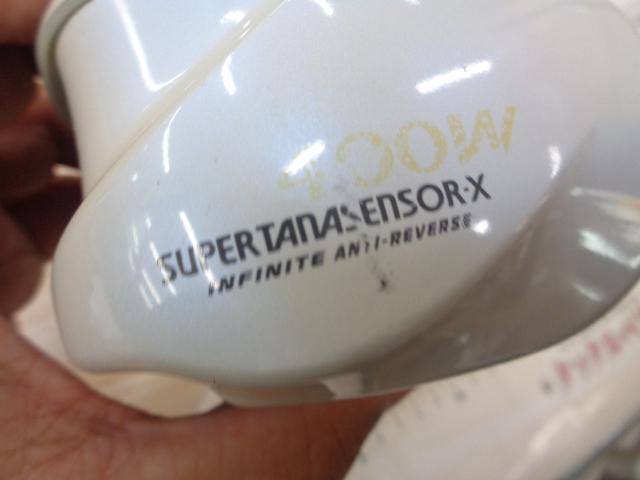 400W
SUPERTANASENSOR-X
INFINITE ANTI-REVERSE